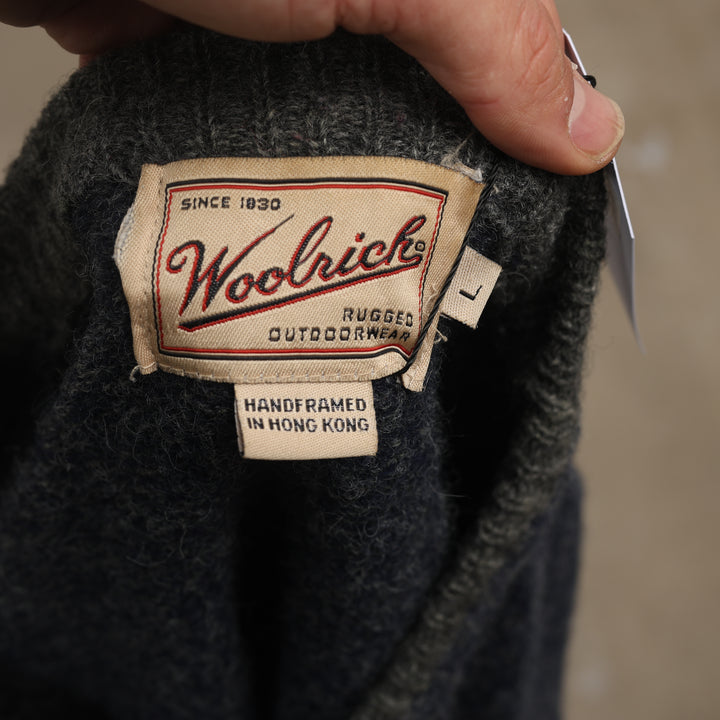 SINCE 1830
Woolrich®
RUGGED
OUTDOORWEAR
L
HANDFRAMED
IN HONG KONG